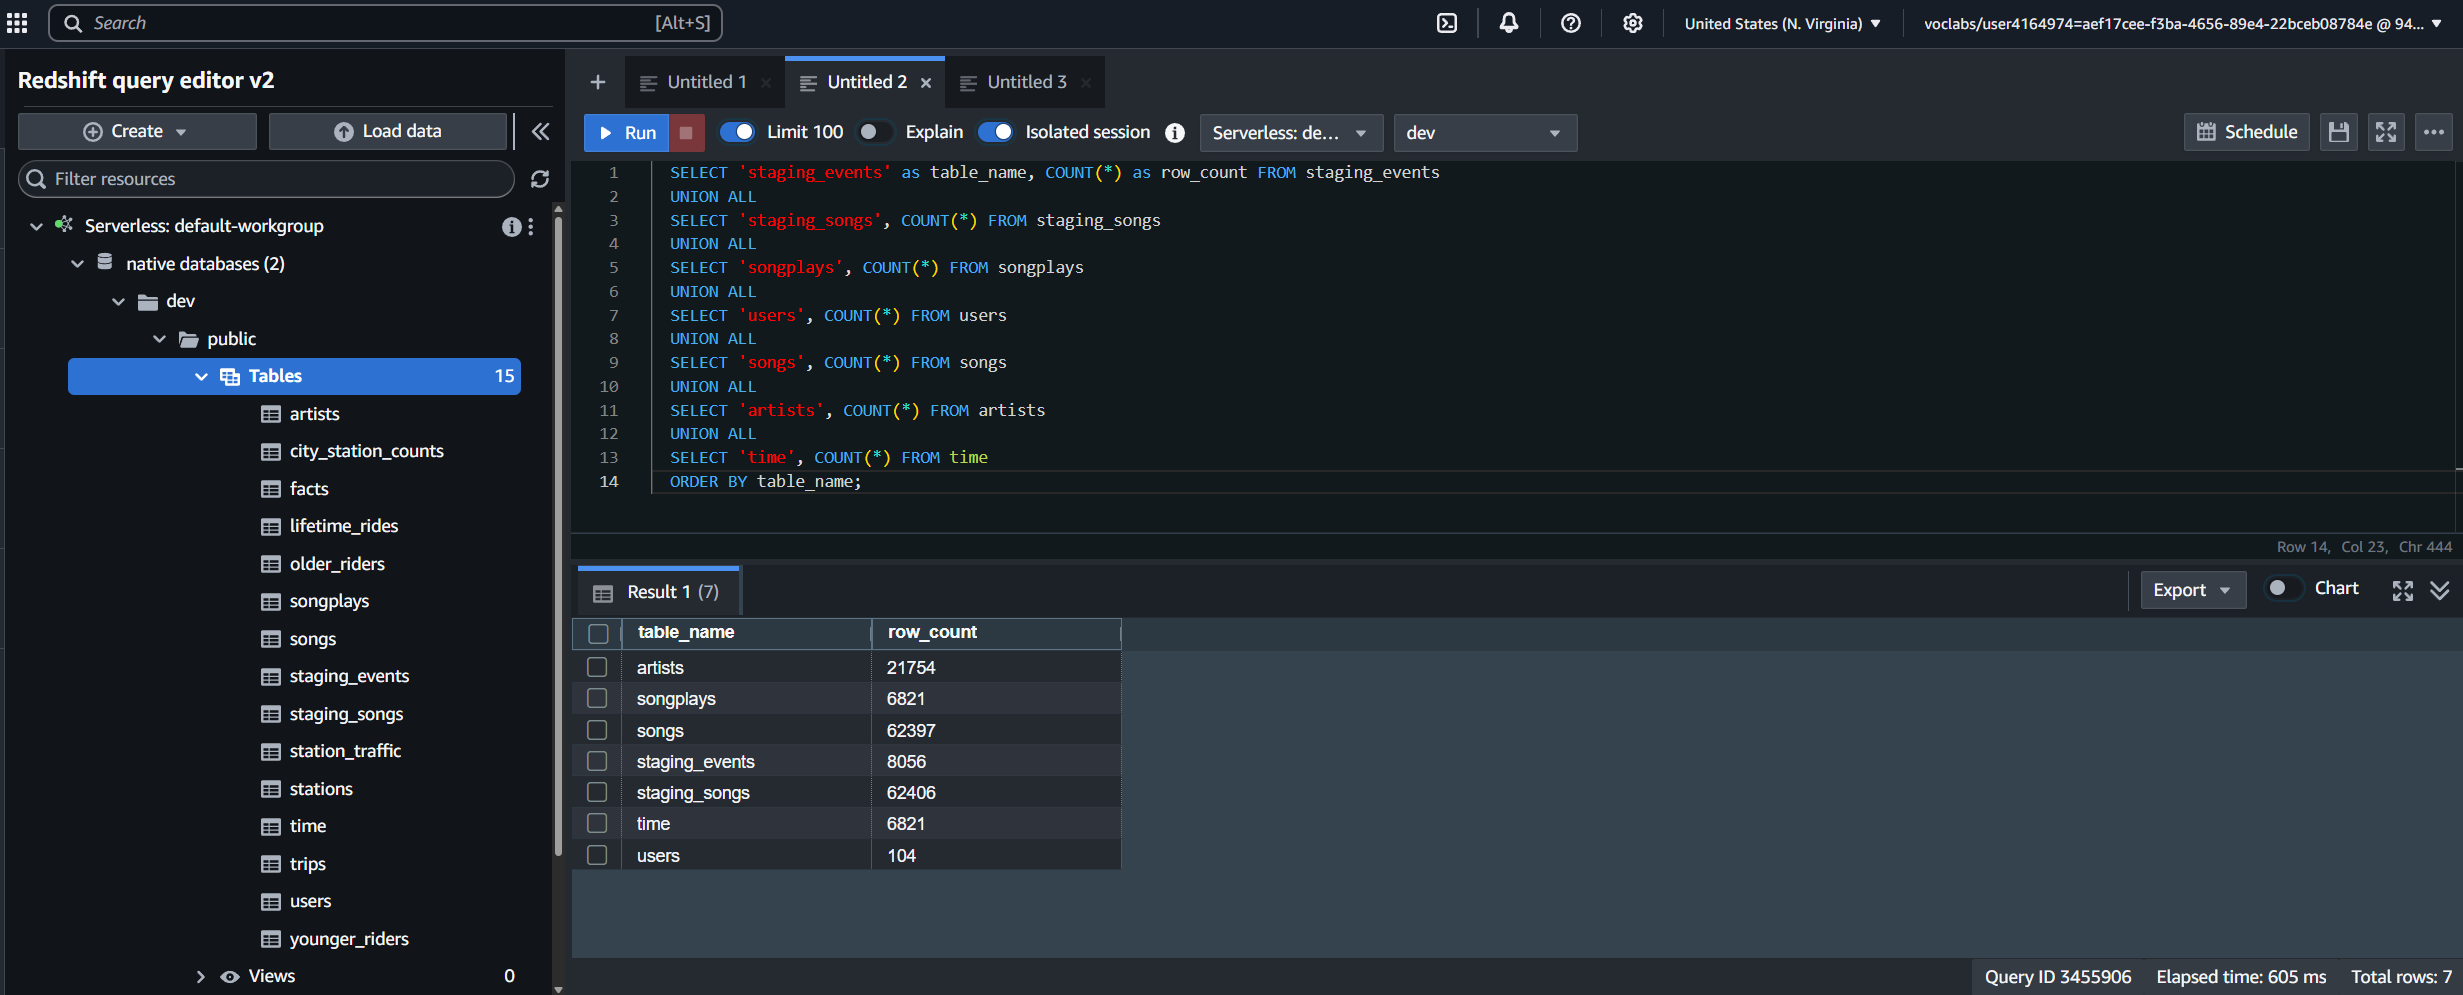 Search [Alt+S]
United States (N. Virginia)
voclabs/user4164974=aef17cee-f3ba-4656-89e4-22bceb08784e @ 94...
Redshift query editor v2
Create
Load data
Filter resources
Serverless: default-workgroup
native databases (2)
dev
public
Tables 15
artists
city_station_counts
facts
lifetime_rides
older_riders
songplays
songs
staging_events
staging_songs
station_traffic
stations
time
trips
users
younger_riders
Views 0
Untitled 1
Untitled 2
Untitled 3
Run Limit 100 Explain Isolated session Serverless: de... dev Schedule
1 SELECT 'staging_events' as table_name, COUNT(*) as row_count FROM staging_events
2 UNION ALL
3 SELECT 'staging_songs', COUNT(*) FROM staging_songs
4 UNION ALL
5 SELECT 'songplays', COUNT(*) FROM songplays
6 UNION ALL
7 SELECT 'users', COUNT(*) FROM users
8 UNION ALL
9 SELECT 'songs', COUNT(*) FROM songs
10 UNION ALL
11 SELECT 'artists', COUNT(*) FROM artists
12 UNION ALL
13 SELECT 'time', COUNT(*) FROM time
14 ORDER BY table_name;
Row 14, Col 23, Chr 444
Result 1 (7)
Export Chart
table_name row_count
artists 21754
songplays 6821
songs 62397
staging_events 8056
staging_songs 62406
time 6821
users 104
Query ID 3455906 Elapsed time: 605 ms Total rows: 7